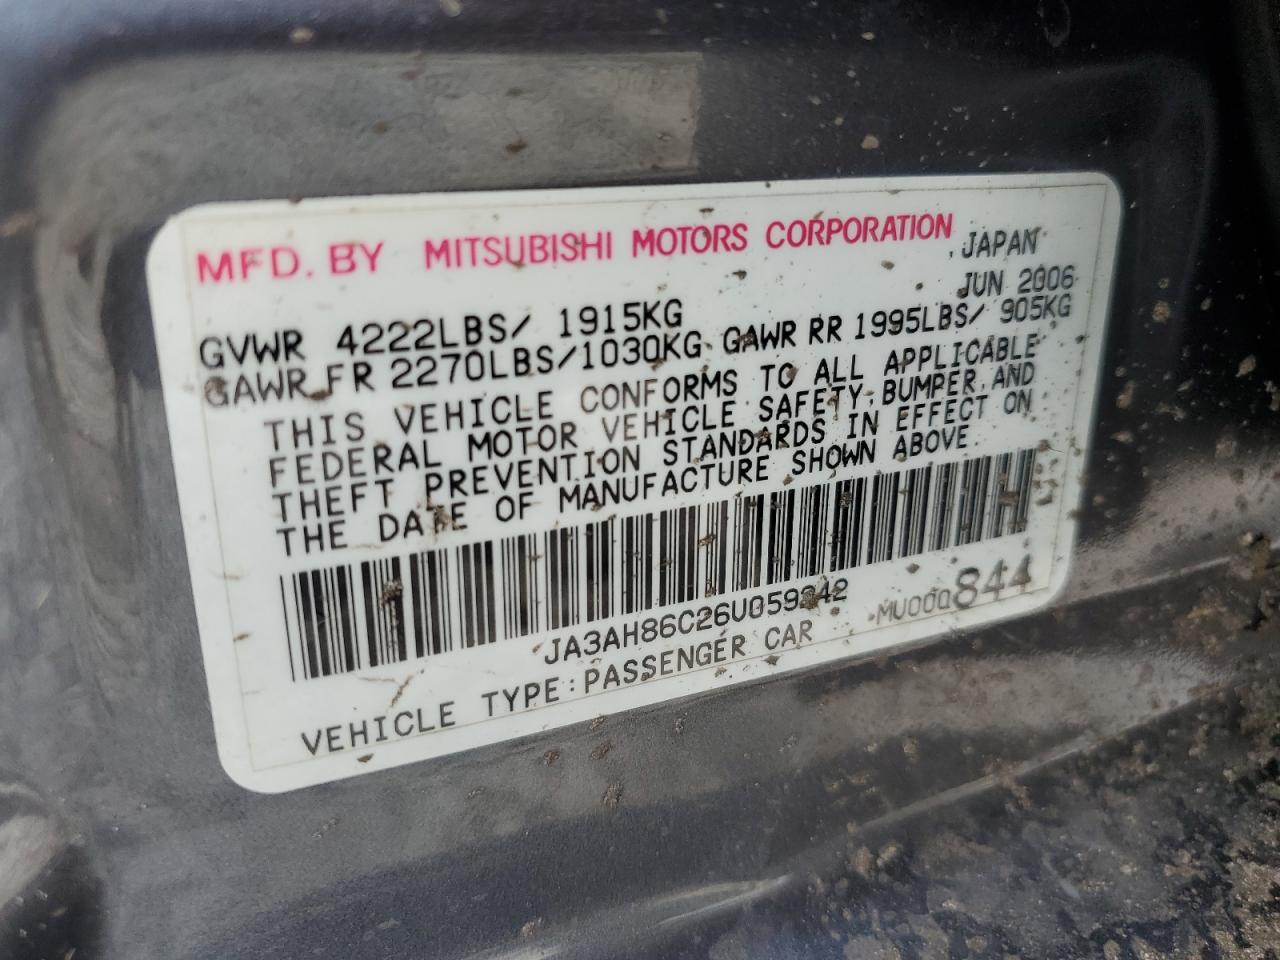 MFD. BY MITSUBISHI MOTORS CORPORATION , JAPAN
JUN 2006
GVWR 4222LBS/ 1915KG
GAWR FR 2270LBS/1030KG GAWR RR 1995LBS/ 905KG
THIS VEHICLE CONFORMS TO ALL APPLICABLE
FEDERAL MOTOR VEHICLE SAFETY, BUMPER, AND
THEFT PREVENTION STANDARDS IN EFFECT ON
THE DATE OF MANUFACTURE SHOWN ABOVE.
VEHICLE TYPE:PASSENGER CAR